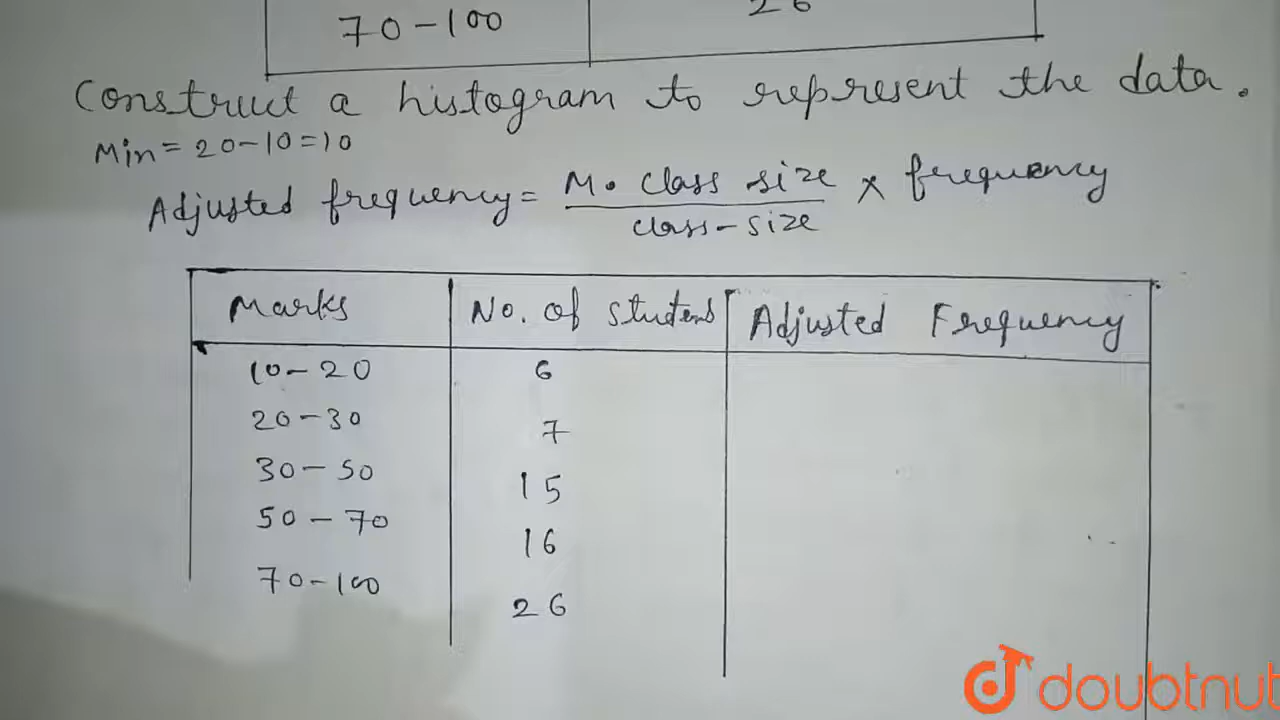 70-100 26
Construct a histogram to represent the data.
Min = 20-10=10
Adjusted frequency = M. class size / class-size × frequency
Marks No. of Students Adjusted Frequency
10-20 6
20-30 7
30-50 15
50-70 16
70-100 26
doubtnut